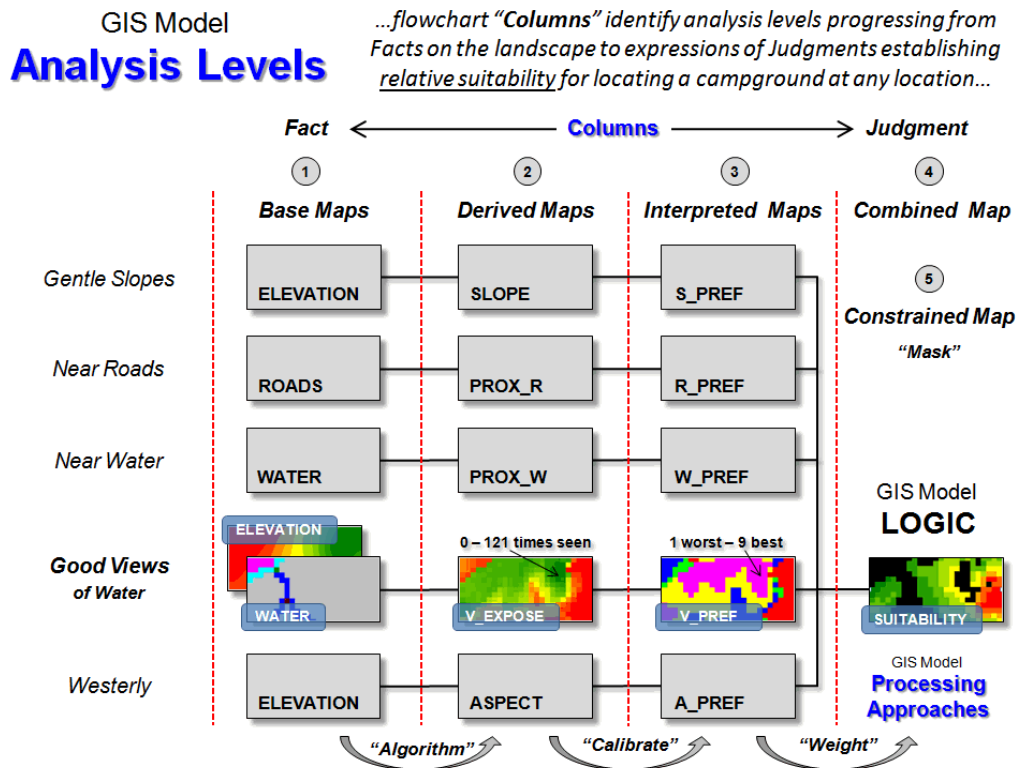 GIS Model
Analysis Levels
...flowchart “Columns” identify analysis levels progressing from
Facts on the landscape to expressions of Judgments establishing
relative suitability for locating a campground at any location...
Fact
Columns
Judgment
1
2
3
4
Base Maps
Derived Maps
Interpreted Maps
Combined Map
5
Constrained Map
“Mask”
Gentle Slopes
ELEVATION
SLOPE
S_PREF
Near Roads
ROADS
PROX_R
R_PREF
Near Water
WATER
PROX_W
W_PREF
GIS Model
LOGIC
Good Views
of Water
ELEVATION
WATER
0 – 121 times seen
V_EXPOSE
1 worst – 9 best
V_PREF
SUITABILITY
Westerly
ELEVATION
ASPECT
A_PREF
GIS Model
Processing
Approaches
“Algorithm”
“Calibrate”
“Weight”